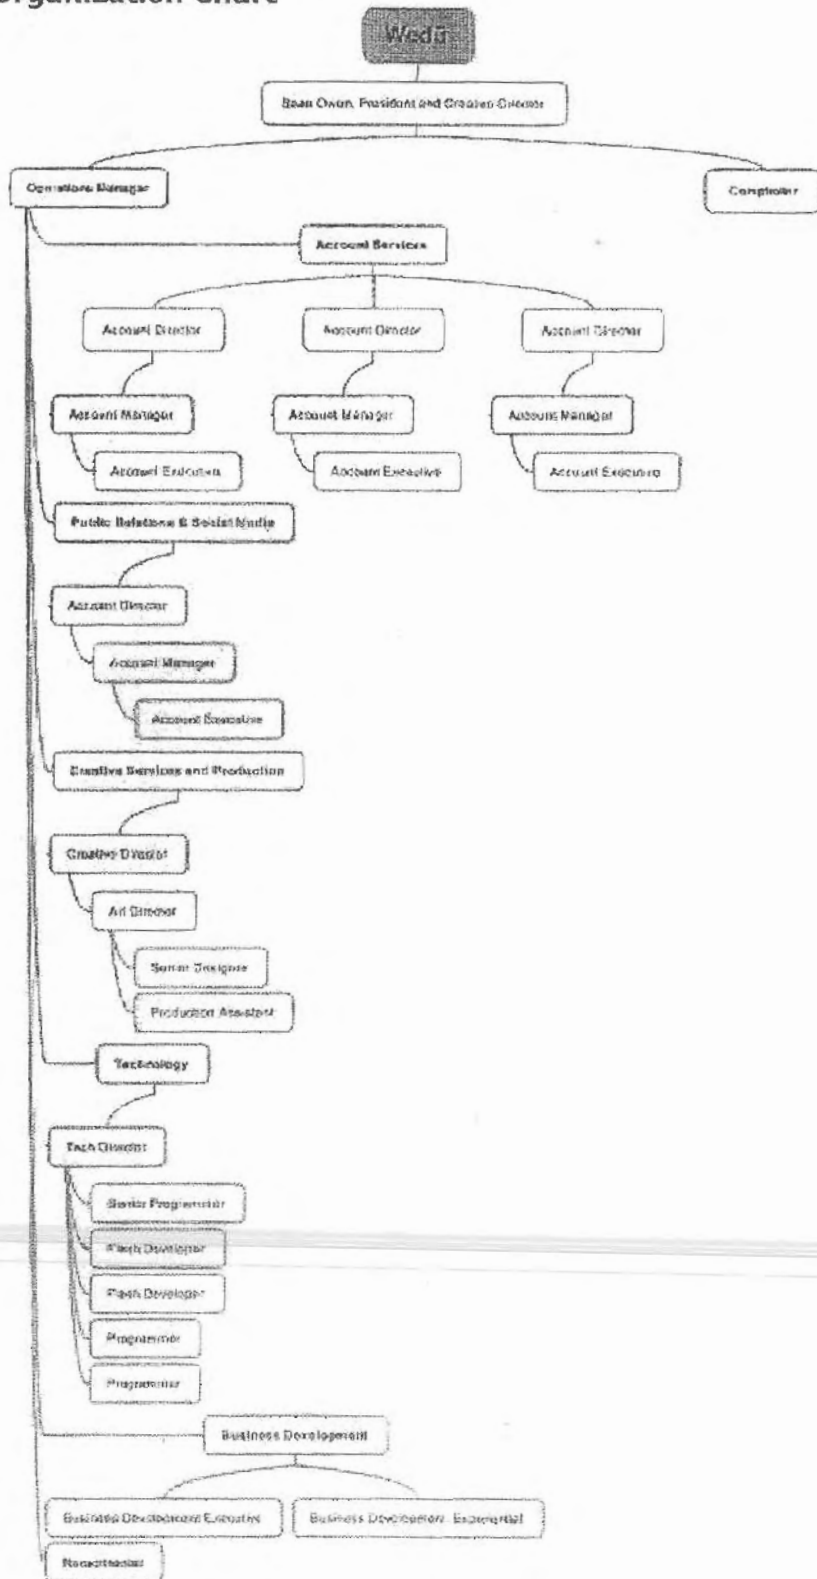 Organization Chart
Wedü
Sean Owen, President and Creative Director
Operations Manager
Comptroller
Account Services
Account Director
Account Director
Account Director
Account Manager
Account Manager
Account Manager
Account Executive
Account Executive
Account Executive
Public Relations & Social Media
Account Director
Account Manager
Account Executive
Creative Services and Production
Creative Director
Art Director
Senior Designer
Production Assistant
Technology
Tech Director
Senior Programmer
Flash Developer
Flash Developer
Programmer
Programmer
Business Development
Business Development Executive
Business Development